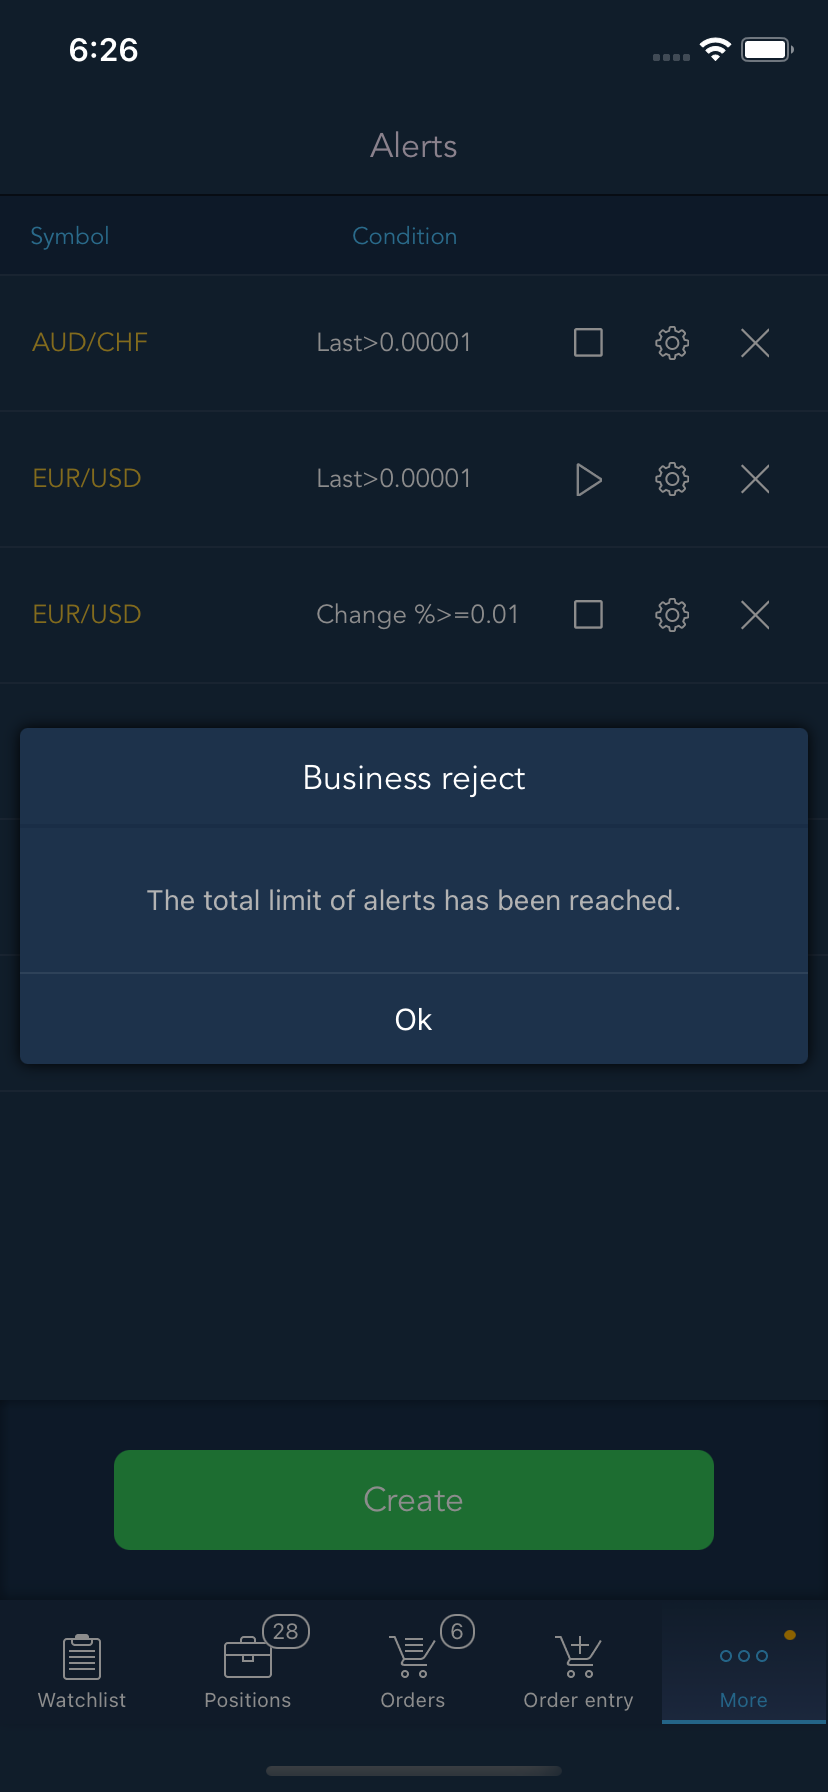 6:26
Alerts
Symbol Condition
AUD/CHF Last>0.00001
EUR/USD Last>0.00001
EUR/USD Change %>=0.01
Business reject
The total limit of alerts has been reached.
Ok
Create
28 6
Watchlist Positions Orders Order entry More